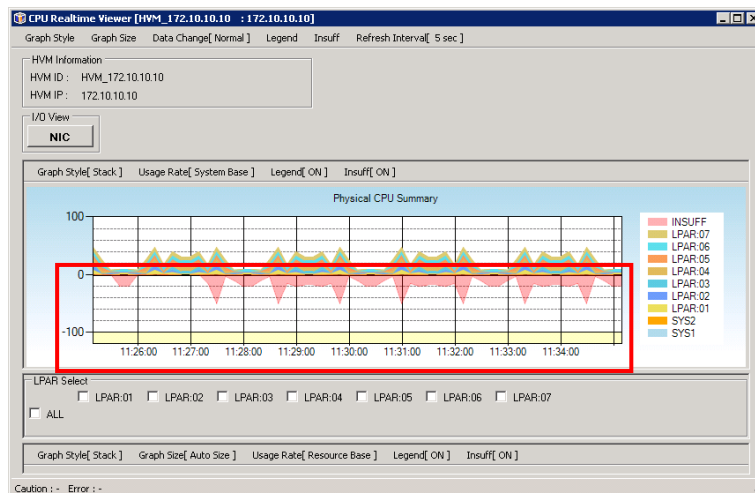 CPU Realtime Viewer [HVM_172.10.10.10 : 172.10.10.10]
Graph Style Graph Size Data Change[ Normal ] Legend Insuff Refresh Interval[ 5 sec ]
HVM Information
HVM ID : HVM_172.10.10.10
HVM IP : 172.10.10.10
I/O View
NIC
Graph Style[ Stack ] Usage Rate[ System Base ] Legend[ ON ] Insuff[ ON ]
Physical CPU Summary
100
0
-100
11:26:00 11:27:00 11:28:00 11:29:00 11:30:00 11:31:00 11:32:00 11:33:00 11:34:00
INSUFF
LPAR:07
LPAR:06
LPAR:05
LPAR:04
LPAR:03
LPAR:02
LPAR:01
SYS2
SYS1
LPAR Select
LPAR:01 LPAR:02 LPAR:03 LPAR:04 LPAR:05 LPAR:06 LPAR:07
ALL
Graph Style[ Stack ] Graph Size[ Auto Size ] Usage Rate[ Resource Base ] Legend[ ON ] Insuff[ ON ]
Caution : - Error : -